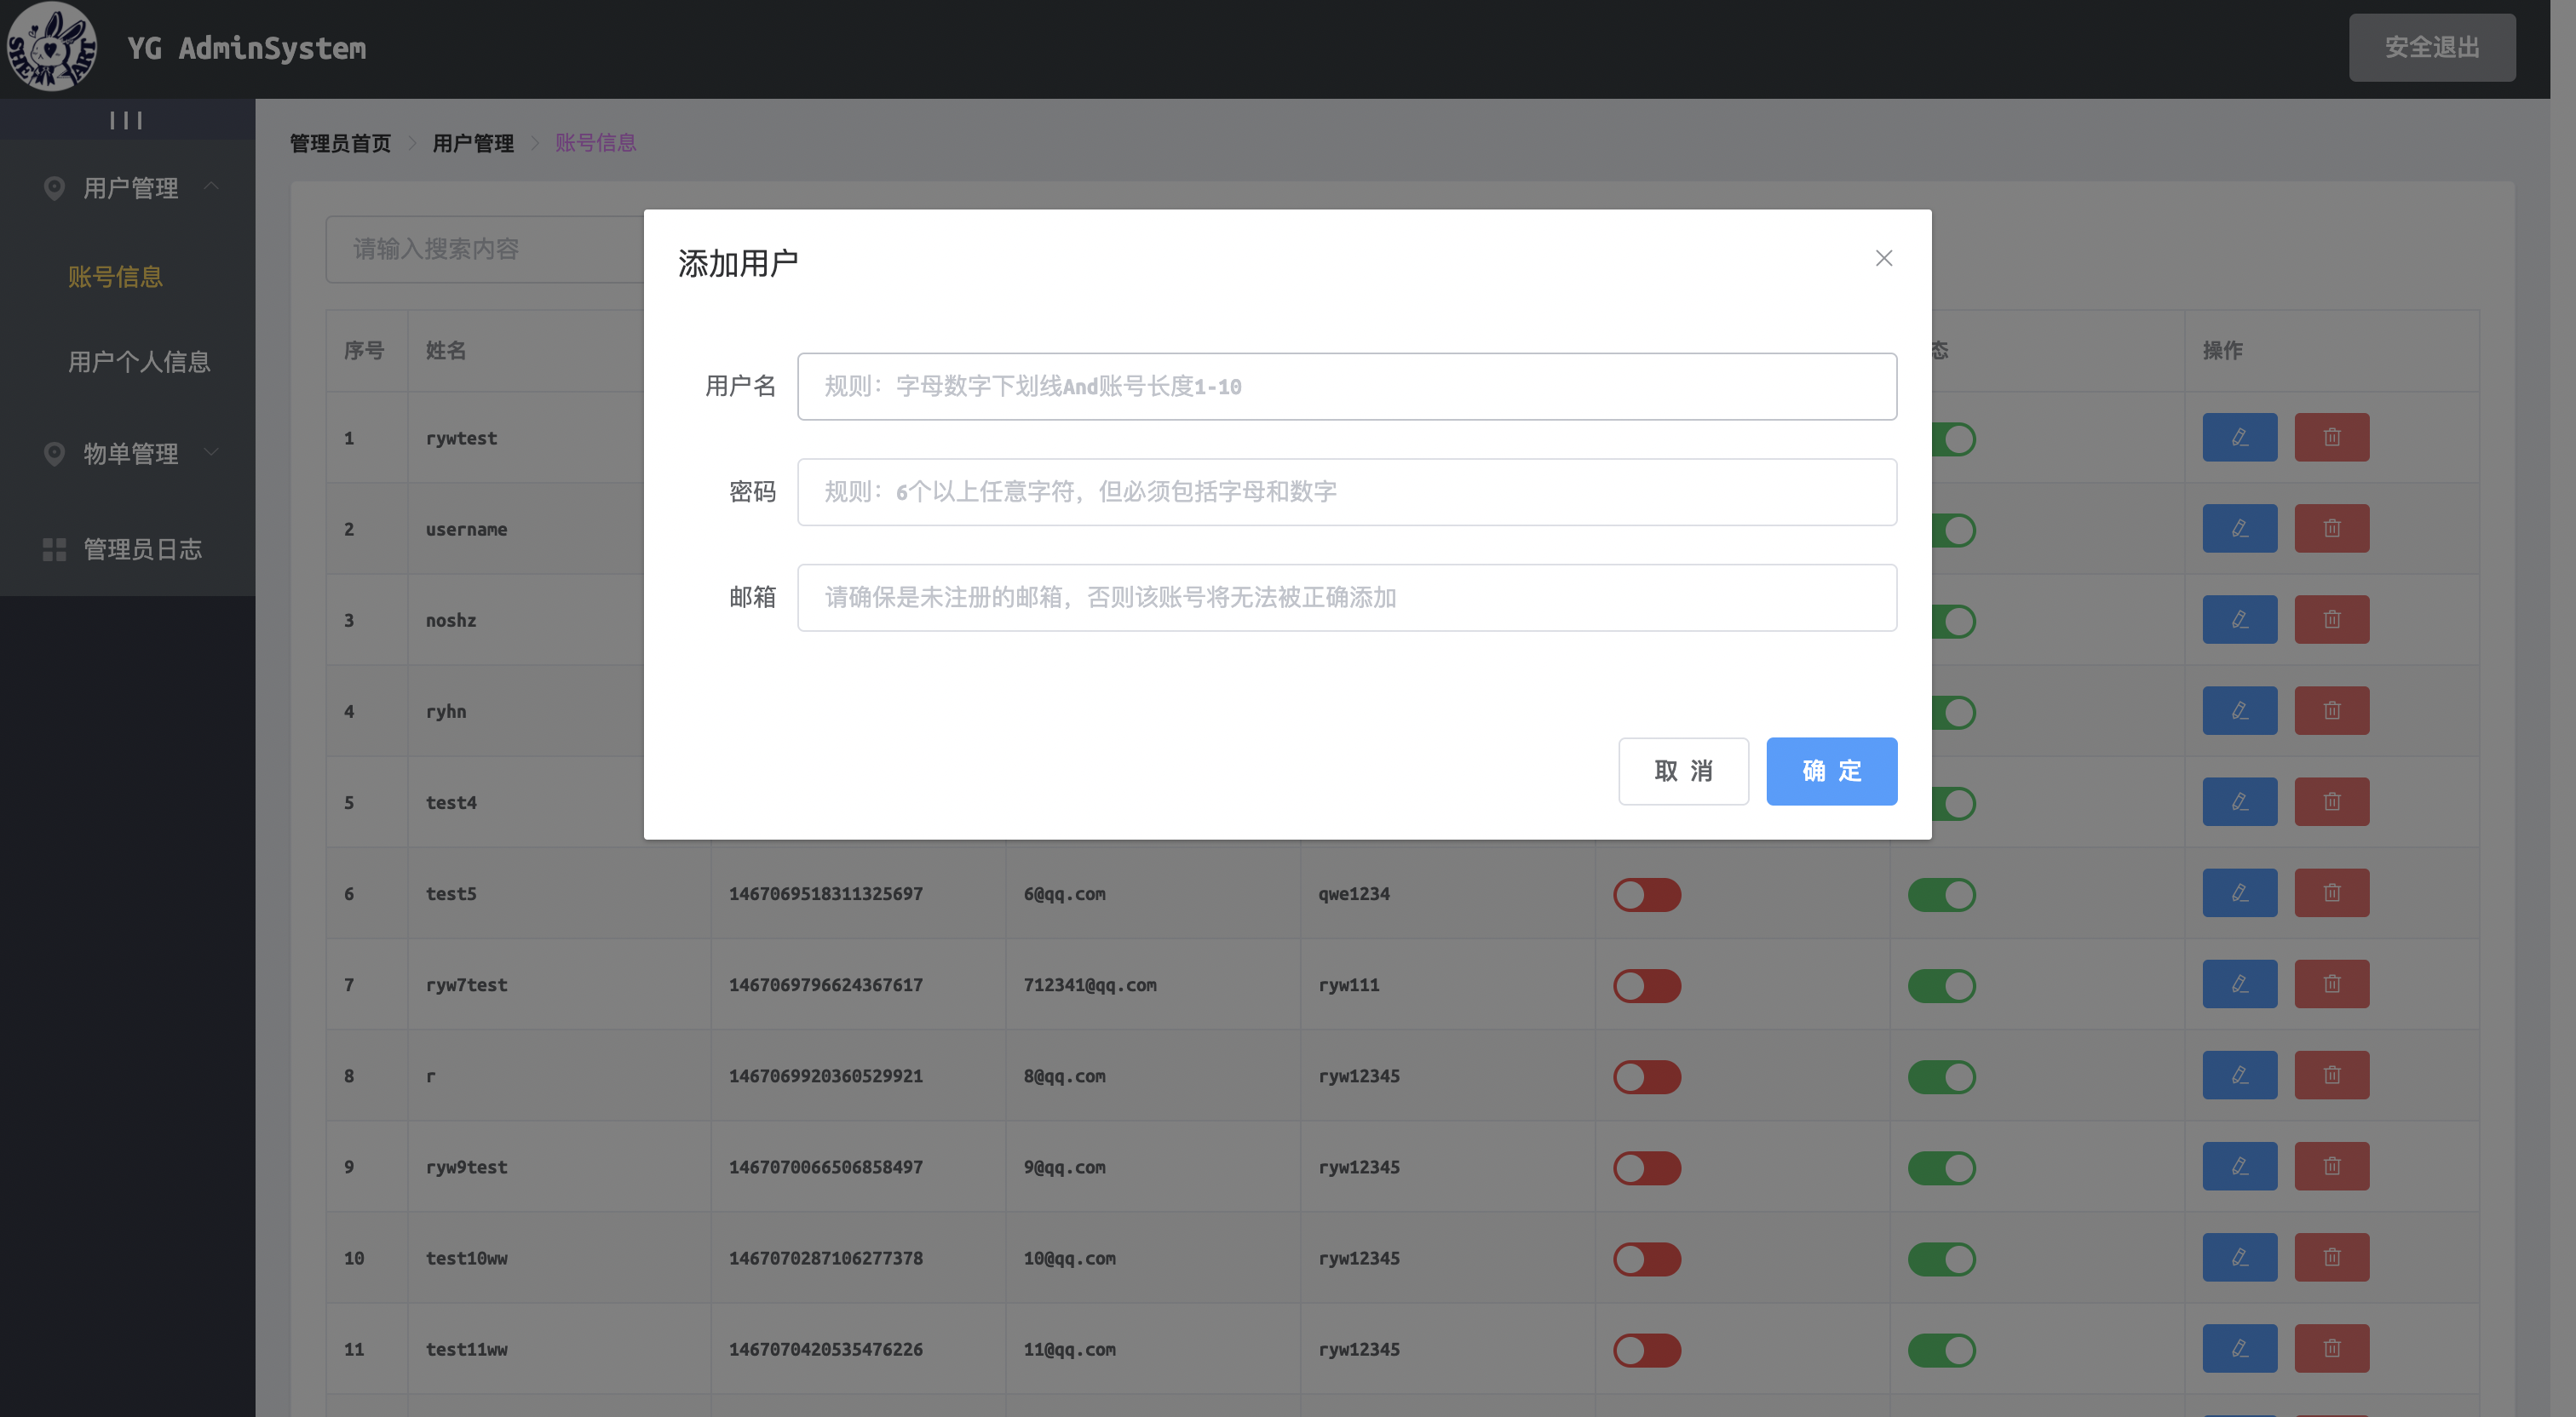 YG AdminSystem
安全退出
用户管理
账号信息
用户个人信息
物单管理
管理员日志
管理员首页 用户管理 账号信息
请输入搜索内容
添加用户
用户名 规则：字母数字下划线And账号长度1-10
密码 规则：6个以上任意字符，但必须包括字母和数字
邮箱 请确保是未注册的邮箱，否则该账号将无法被正确添加
取 消 确 定
序号 姓名 态 操作
1 rywtest
2 username
3 noshz
4 ryhn
5 test4
6 test5 1467069518311325697 6@qq.com qwe1234
7 ryw7test 1467069796624367617 712341@qq.com ryw111
8 r 1467069920360529921 8@qq.com ryw12345
9 ryw9test 1467070066506858497 9@qq.com ryw12345
10 test10ww 1467070287106277378 10@qq.com ryw12345
11 test11ww 1467070420535476226 11@qq.com ryw12345